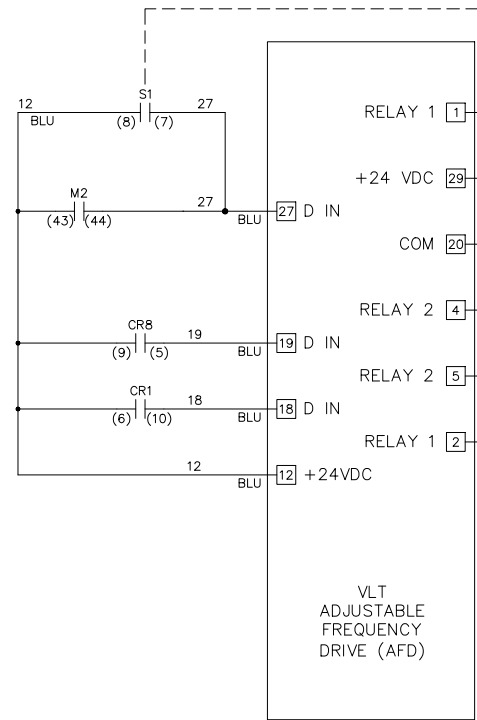 S1
12
27
BLU
(8)
(7)
RELAY 1
1
+24 VDC
29
M2
27
(43)
(44)
BLU
27
D IN
COM
20
RELAY 2
4
CR8
19
(9)
(5)
BLU
19
D IN
RELAY 2
5
CR1
18
(6)
(10)
BLU
18
D IN
RELAY 1
2
12
BLU
12
+24VDC
VLT
ADJUSTABLE
FREQUENCY
DRIVE (AFD)